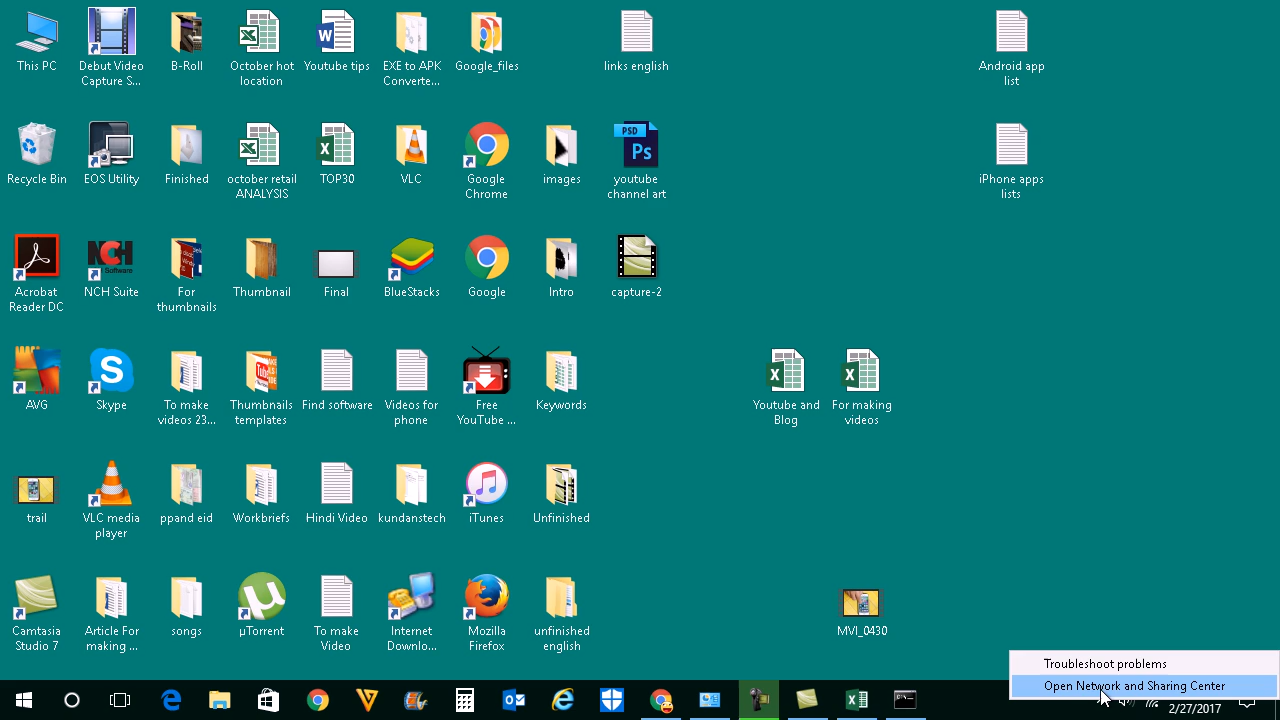 This PC
Debut Video
Capture S...
B-Roll
October hot
location
Youtube tips
EXE to APK
Converte...
Google_files
links english
Android app
list
Recycle Bin
EOS Utility
Finished
october retail
ANALYSIS
TOP30
VLC
Google
Chrome
images
PSD
Ps
youtube
channel art
iPhone apps
lists
Acrobat
Reader DC
NCH
Software
NCH Suite
For
thumbnails
Thumbnail
Final
BlueStacks
Google
Intro
capture-2
AVG
Skype
To make
videos 23...
Thumbnails
templates
Find software
Videos for
phone
Free
YouTube ...
Keywords
Youtube and
Blog
For making
videos
trail
VLC media
player
ppand eid
Workbriefs
Hindi Video
kundanstech
iTunes
Unfinished
Camtasia
Studio 7
Article For
making ...
songs
µTorrent
To make
Video
Internet
Downlo...
Mozilla
Firefox
unfinished
english
MVI_0430
Troubleshoot problems
Open Network and Sharing Center
2/27/2017